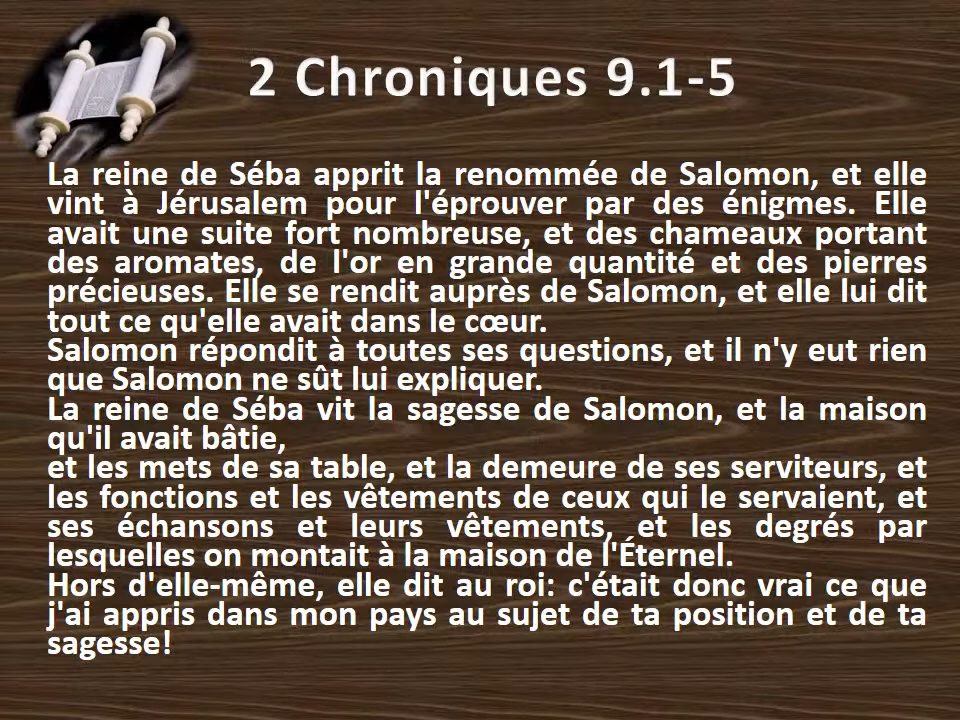 2 Chroniques 9.1-5
La reine de Séba apprit la renommée de Salomon, et elle
vint à Jérusalem pour l'éprouver par des énigmes. Elle
avait une suite fort nombreuse, et des chameaux portant
des aromates, de l'or en grande quantité et des pierres
précieuses. Elle se rendit auprès de Salomon, et elle lui dit
tout ce qu'elle avait dans le cœur.
Salomon répondit à toutes ses questions, et il n'y eut rien
que Salomon ne sût lui expliquer.
La reine de Séba vit la sagesse de Salomon, et la maison
qu'il avait bâtie,
et les mets de sa table, et la demeure de ses serviteurs, et
les fonctions et les vêtements de ceux qui le servaient, et
ses échansons et leurs vêtements, et les degrés par
lesquelles on montait à la maison de l'Éternel.
Hors d'elle-même, elle dit au roi: c'était donc vrai ce que
j'ai appris dans mon pays au sujet de ta position et de ta
sagesse!